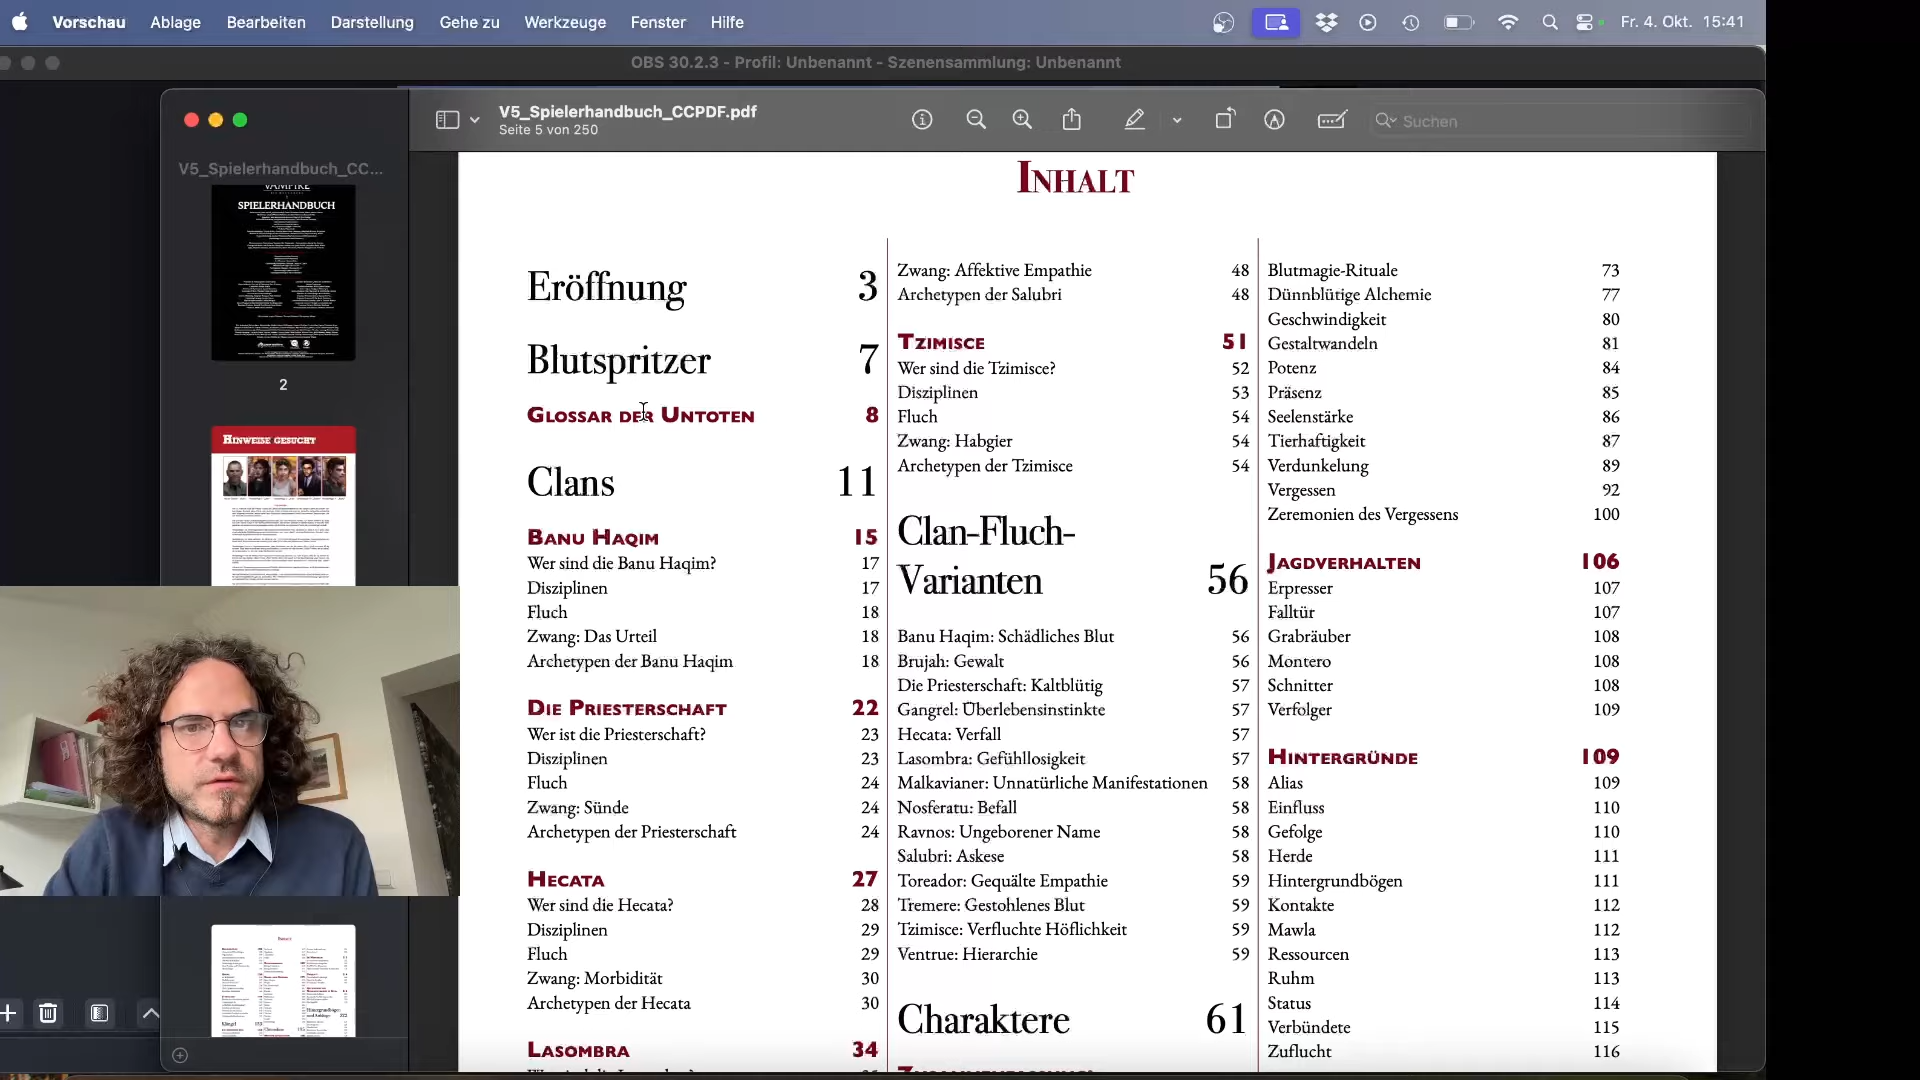 Vorschau Ablage Bearbeiten Darstellung Gehe zu Werkzeuge Fenster Hilfe Fr. 4. Okt. 15:41
OBS 30.2.3 - Profil: Unbenannt - Szenensammlung: Unbenannt
V5_Spielerhandbuch_CCPDF.pdf
Seite 5 von 250
Suchen
V5_Spielerhandbuch_CC...
VAMPIRE
SPIELERHANDBUCH
2
HINWEISE GESUCHT
INHALT
Eröffnung 3
Blutspritzer 7
GLOSSAR DER UNTOTEN 8
Clans 11
BANU HAQIM 15
Wer sind die Banu Haqim? 17
Disziplinen 17
Fluch 18
Zwang: Das Urteil 18
Archetypen der Banu Haqim 18
DIE PRIESTERSCHAFT 22
Wer ist die Priesterschaft? 23
Disziplinen 23
Fluch 24
Zwang: Sünde 24
Archetypen der Priesterschaft 24
HECATA 27
Wer sind die Hecata? 28
Disziplinen 29
Fluch 29
Zwang: Morbidität 30
Archetypen der Hecata 30
LASOMBRA 34
Zwang: Affektive Empathie 48
Archetypen der Salubri 48
TZIMISCE 51
Wer sind die Tzimisce? 52
Disziplinen 53
Fluch 54
Zwang: Habgier 54
Archetypen der Tzimisce 54
Clan-Fluch-
Varianten 56
Banu Haqim: Schädliches Blut 56
Brujah: Gewalt 56
Die Priesterschaft: Kaltblütig 57
Gangrel: Überlebensinstinkte 57
Hecata: Verfall 57
Lasombra: Gefühllosigkeit 57
Malkavianer: Unnatürliche Manifestationen 58
Nosferatu: Befall 58
Ravnos: Ungeborener Name 58
Salubri: Askese 58
Toreador: Gequälte Empathie 59
Tremere: Gestohlenes Blut 59
Tzimisce: Verfluchte Höflichkeit 59
Ventrue: Hierarchie 59
Charaktere 61
Blutmagie-Rituale 73
Dünnblütige Alchemie 77
Geschwindigkeit 80
Gestaltwandeln 81
Potenz 84
Präsenz 85
Seelenstärke 86
Tierhaftigkeit 87
Verdunkelung 89
Vergessen 92
Zeremonien des Vergessens 100
JAGDVERHALTEN 106
Erpresser 107
Falltür 107
Grabräuber 108
Montero 108
Schnitter 108
Verfolger 109
HINTERGRÜNDE 109
Alias 109
Einfluss 110
Gefolge 110
Herde 111
Hintergrundbögen 111
Kontakte 112
Mawla 112
Ressourcen 113
Ruhm 113
Status 114
Verbündete 115
Zuflucht 116